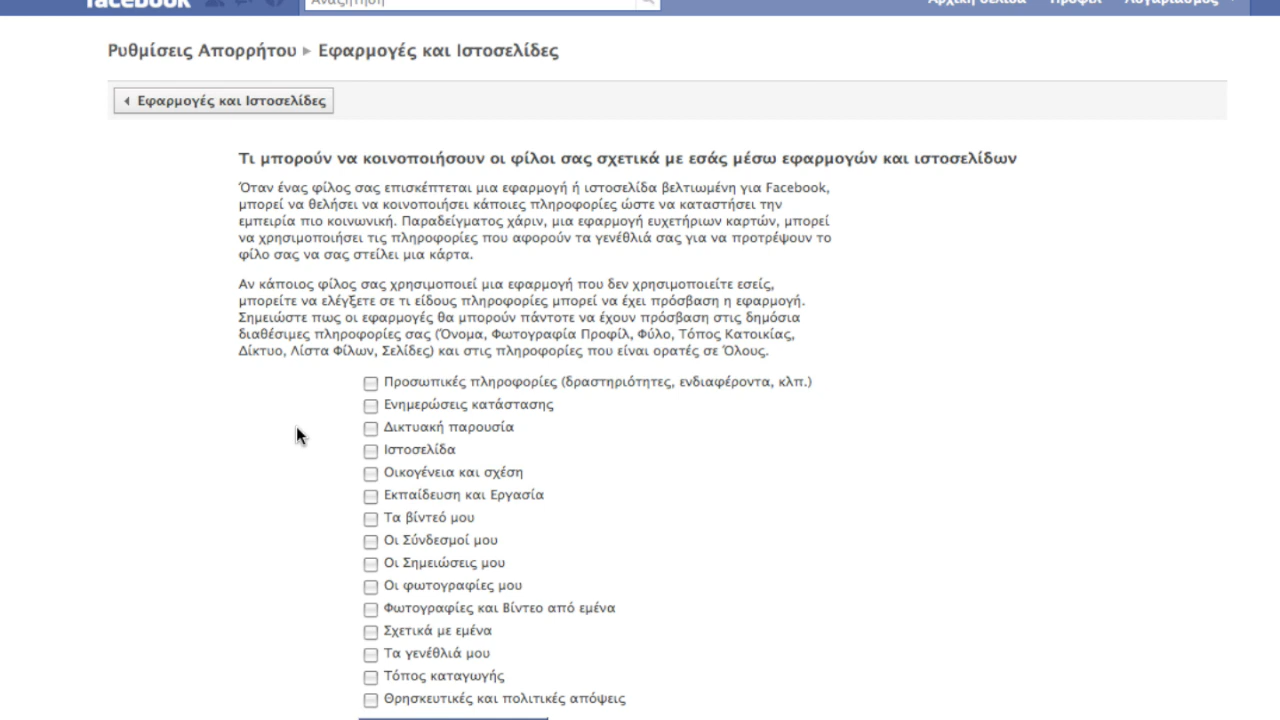 facebook
Αναζήτηση
Αρχική σελίδα Προφίλ Λογαριασμός
Ρυθμίσεις Απορρήτου ▸ Εφαρμογές και Ιστοσελίδες
Εφαρμογές και Ιστοσελίδες
Τι μπορούν να κοινοποιήσουν οι φίλοι σας σχετικά με εσάς μέσω εφαρμογών και ιστοσελίδων
Όταν ένας φίλος σας επισκέπτεται μια εφαρμογή ή ιστοσελίδα βελτιωμένη για Facebook,
μπορεί να θελήσει να κοινοποιήσει κάποιες πληροφορίες ώστε να καταστήσει την
εμπειρία πιο κοινωνική. Παραδείγματος χάριν, μια εφαρμογή ευχετήριων καρτών, μπορεί
να χρησιμοποιήσει τις πληροφορίες που αφορούν τα γενέθλιά σας για να προτρέψουν το
φίλο σας να σας στείλει μια κάρτα.
Αν κάποιος φίλος σας χρησιμοποιεί μια εφαρμογή που δεν χρησιμοποιείτε εσείς,
μπορείτε να ελέγξετε σε τι είδους πληροφορίες μπορεί να έχει πρόσβαση η εφαρμογή.
Σημειώστε πως οι εφαρμογές θα μπορούν πάντοτε να έχουν πρόσβαση στις δημόσια
διαθέσιμες πληροφορίες σας (Όνομα, Φωτογραφία Προφίλ, Φύλο, Τόπος Κατοικίας,
Δίκτυο, Λίστα Φίλων, Σελίδες) και στις πληροφορίες που είναι ορατές σε Όλους.
Προσωπικές πληροφορίες (δραστηριότητες, ενδιαφέροντα, κλπ.)
Ενημερώσεις κατάστασης
Δικτυακή παρουσία
Ιστοσελίδα
Οικογένεια και σχέση
Εκπαίδευση και Εργασία
Τα βίντεό μου
Οι Σύνδεσμοί μου
Οι Σημειώσεις μου
Οι φωτογραφίες μου
Φωτογραφίες και Βίντεο από εμένα
Σχετικά με εμένα
Τα γενέθλιά μου
Τόπος καταγωγής
Θρησκευτικές και πολιτικές απόψεις